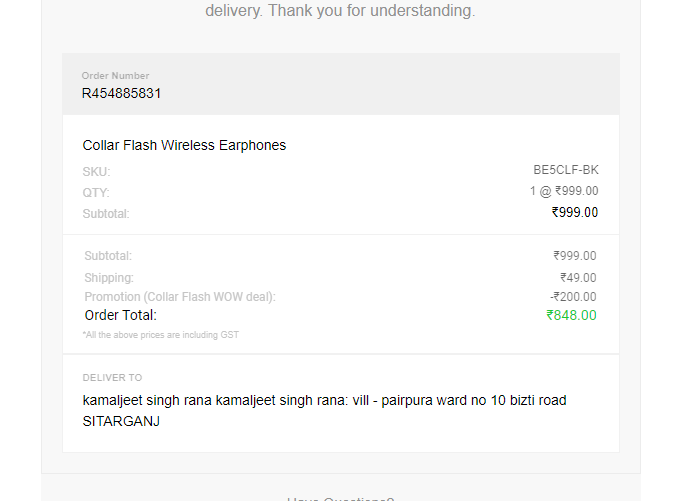 delivery. Thank you for understanding.
Order Number
R454885831
Collar Flash Wireless Earphones
SKU: BE5CLF-BK
QTY: 1 @ ₹999.00
Subtotal: ₹999.00
Subtotal: ₹999.00
Shipping: ₹49.00
Promotion (Collar Flash WOW deal): -₹200.00
Order Total: ₹848.00
*All the above prices are including GST
DELIVER TO
kamaljeet singh rana kamaljeet singh rana: vill - pairpura ward no 10 bizti road
SITARGANJ
Have Questions?